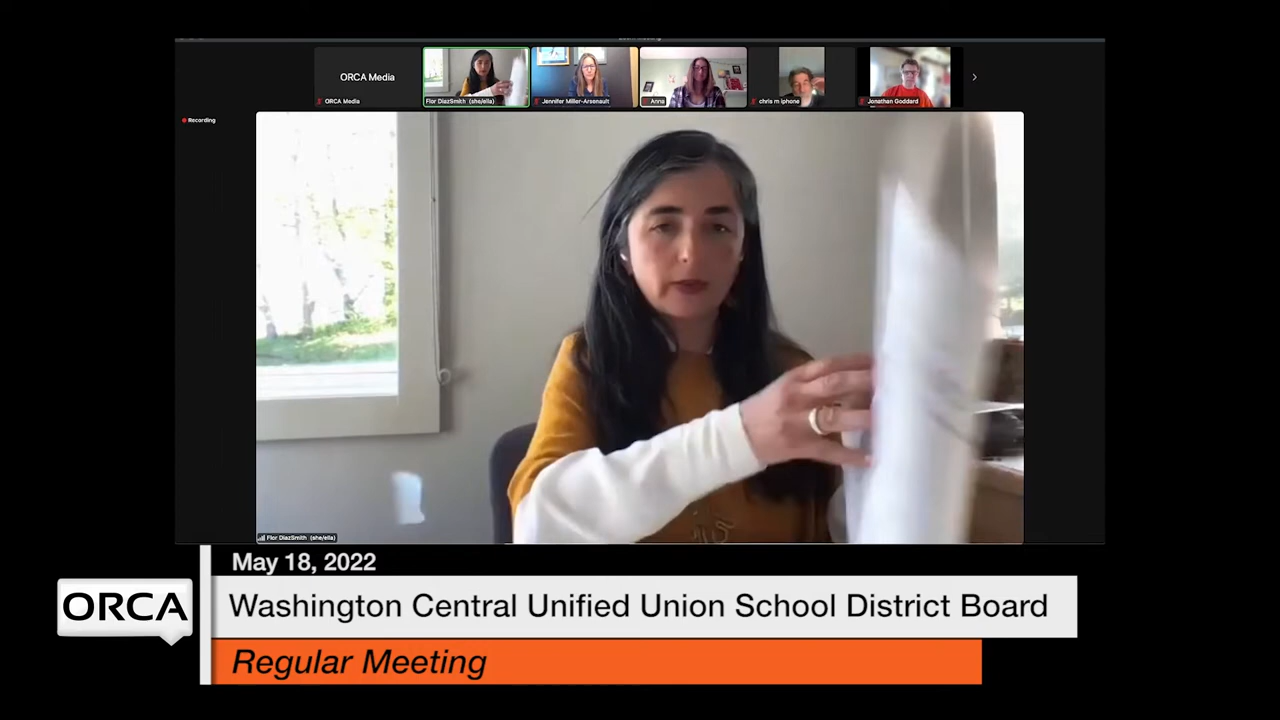 ORCA Media
ORCA Media
Flor DiazSmith (she/ella)
Jennifer Miller-Arsenault
Anna
chris m iphone
Jonathan Goddard
Recording
Flor DiazSmith (she/ella)
May 18, 2022
ORCA
Washington Central Unified Union School District Board
Regular Meeting